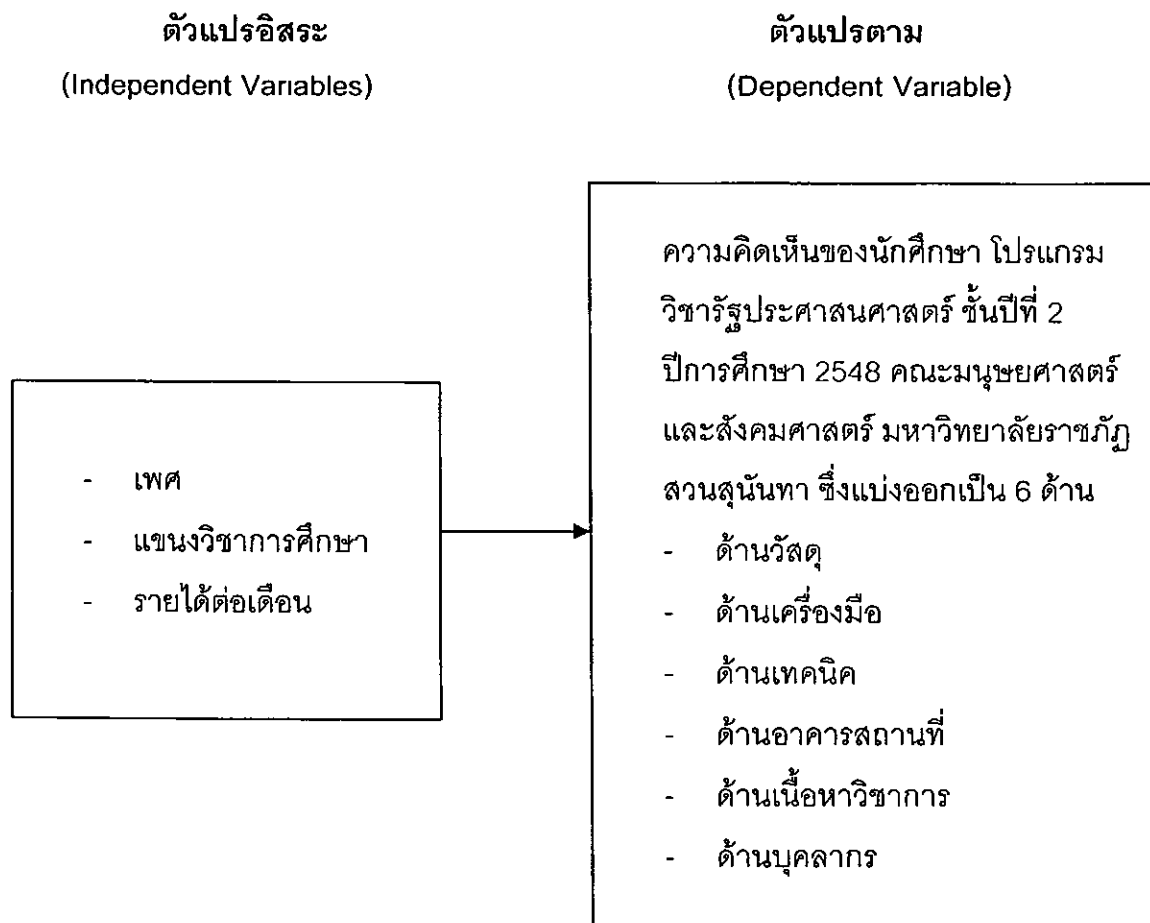 ตัวแปรอิสระ
(Independent Variables)
ตัวแปรตาม
(Dependent Variable)
- เพศ
- แขนงวิชาการศึกษา
- รายได้ต่อเดือน
ความคิดเห็นของนักศึกษา โปรแกรม
วิชารัฐประศาสนศาสตร์ ชั้นปีที่ 2
ปีการศึกษา 2548 คณะมนุษยศาสตร์
และสังคมศาสตร์ มหาวิทยาลัยราชภัฏ
สวนสุนันทา ซึ่งแบ่งออกเป็น 6 ด้าน
- ด้านวัสดุ
- ด้านเครื่องมือ
- ด้านเทคนิค
- ด้านอาคารสถานที่
- ด้านเนื้อหาวิชาการ
- ด้านบุคลากร